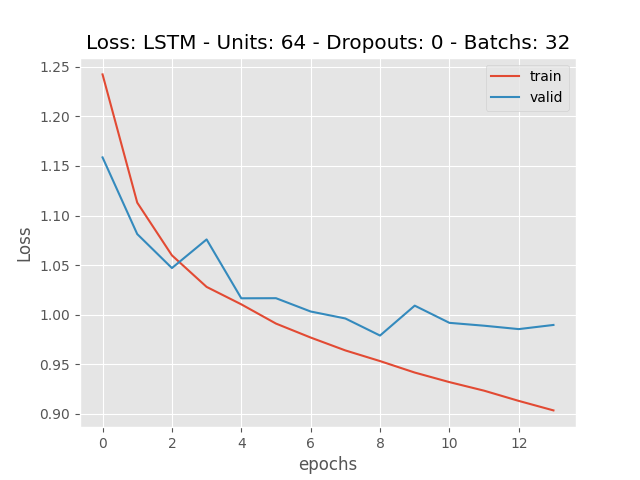 Loss: LSTM - Units: 64 - Dropouts: 0 - Batchs: 32
train
valid
1.25
1.20
1.15
1.10
1.05
1.00
0.95
0.90
Loss
0 2 4 6 8 10 12
epochs